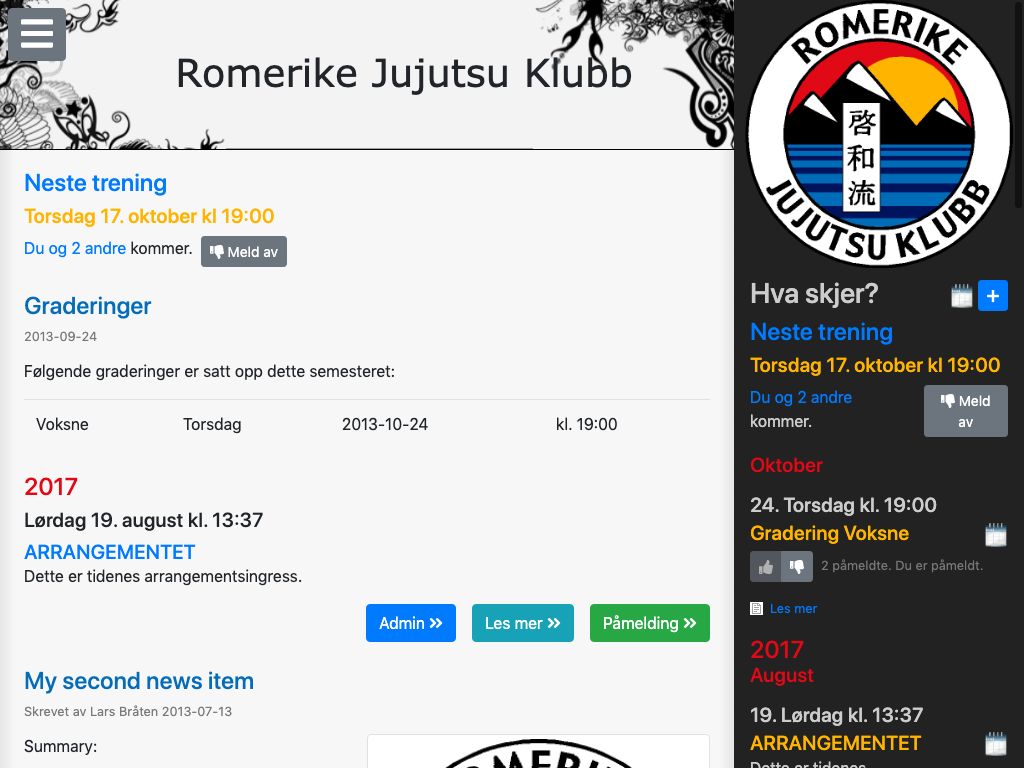 Romerike Jujutsu Klubb
Neste trening
Torsdag 17. oktober kl 19:00
Du og 2 andre kommer. Meld av
Graderinger
2013-09-24
Følgende graderinger er satt opp dette semesteret:
Voksne Torsdag 2013-10-24 kl. 19:00
2017
Lørdag 19. august kl. 13:37
ARRANGEMENTET
Dette er tidenes arrangementsingress.
Admin Les mer Påmelding
My second news item
Skrevet av Lars Bråten 2013-07-13
Summary:
ROMERIKE
ROMERIKE
啓和流
JUJUTSU KLUBB
Hva skjer?
Neste trening
Torsdag 17. oktober kl 19:00
Du og 2 andre
kommer.
Meld
av
Oktober
24. Torsdag kl. 19:00
Gradering Voksne
2 påmeldte. Du er påmeldt.
Les mer
2017
August
19. Lørdag kl. 13:37
ARRANGEMENTET
Dette er tidenes